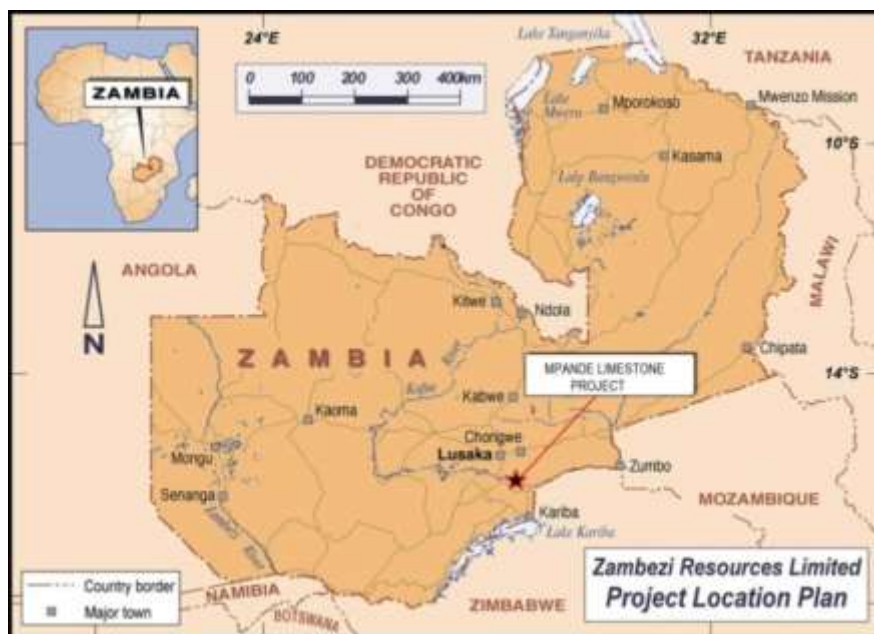 24°E
32°E
ZAMBIA
0 100 200 300 400km
Lake Tanganyika
TANZANIA
Mporokoso
Mwenzo Mission
Lake Mweru
10°S
Kasama
DEMOCRATIC
REPUBLIC
OF
CONGO
Lake Bangweulu
ANGOLA
MALAWI
Kitwe
Ndola
N
ZAMBIA
Chipata
MPANDE LIMESTONE
PROJECT
14°S
Kafue
Kabwe
Kaoma
Chongwe
Lusaka
Mongu
Zumbo
Senanga
MOZAMBIQUE
Kariba
Lake Kariba
Zambezi Resources Limited
Project Location Plan
Country border
Major town
NAMIBIA
BOTSWANA
ZIMBABWE